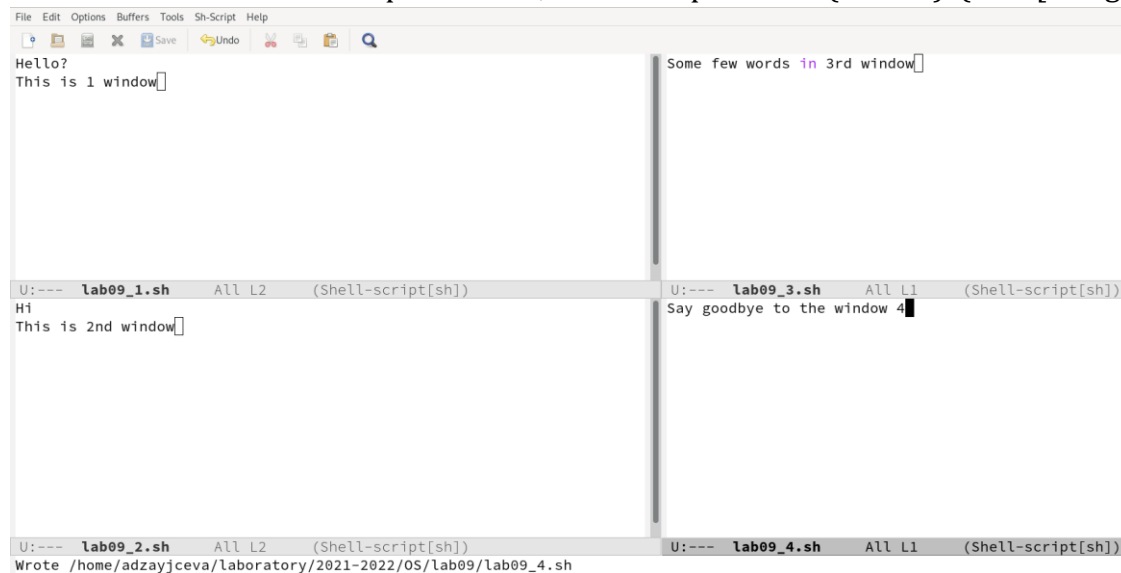 File Edit Options Buffers Tools Sh-Script Help
Save Undo
Hello?
This is 1 window
U:--- lab09_1.sh All L2 (Shell-script[sh])
Some few words in 3rd window
U:--- lab09_3.sh All L1 (Shell-script[sh])
Hi
This is 2nd window
U:--- lab09_2.sh All L2 (Shell-script[sh])
Say goodbye to the window 4
U:--- lab09_4.sh All L1 (Shell-script[sh])
Wrote /home/adzayjceva/laboratory/2021-2022/OS/lab09/lab09_4.sh